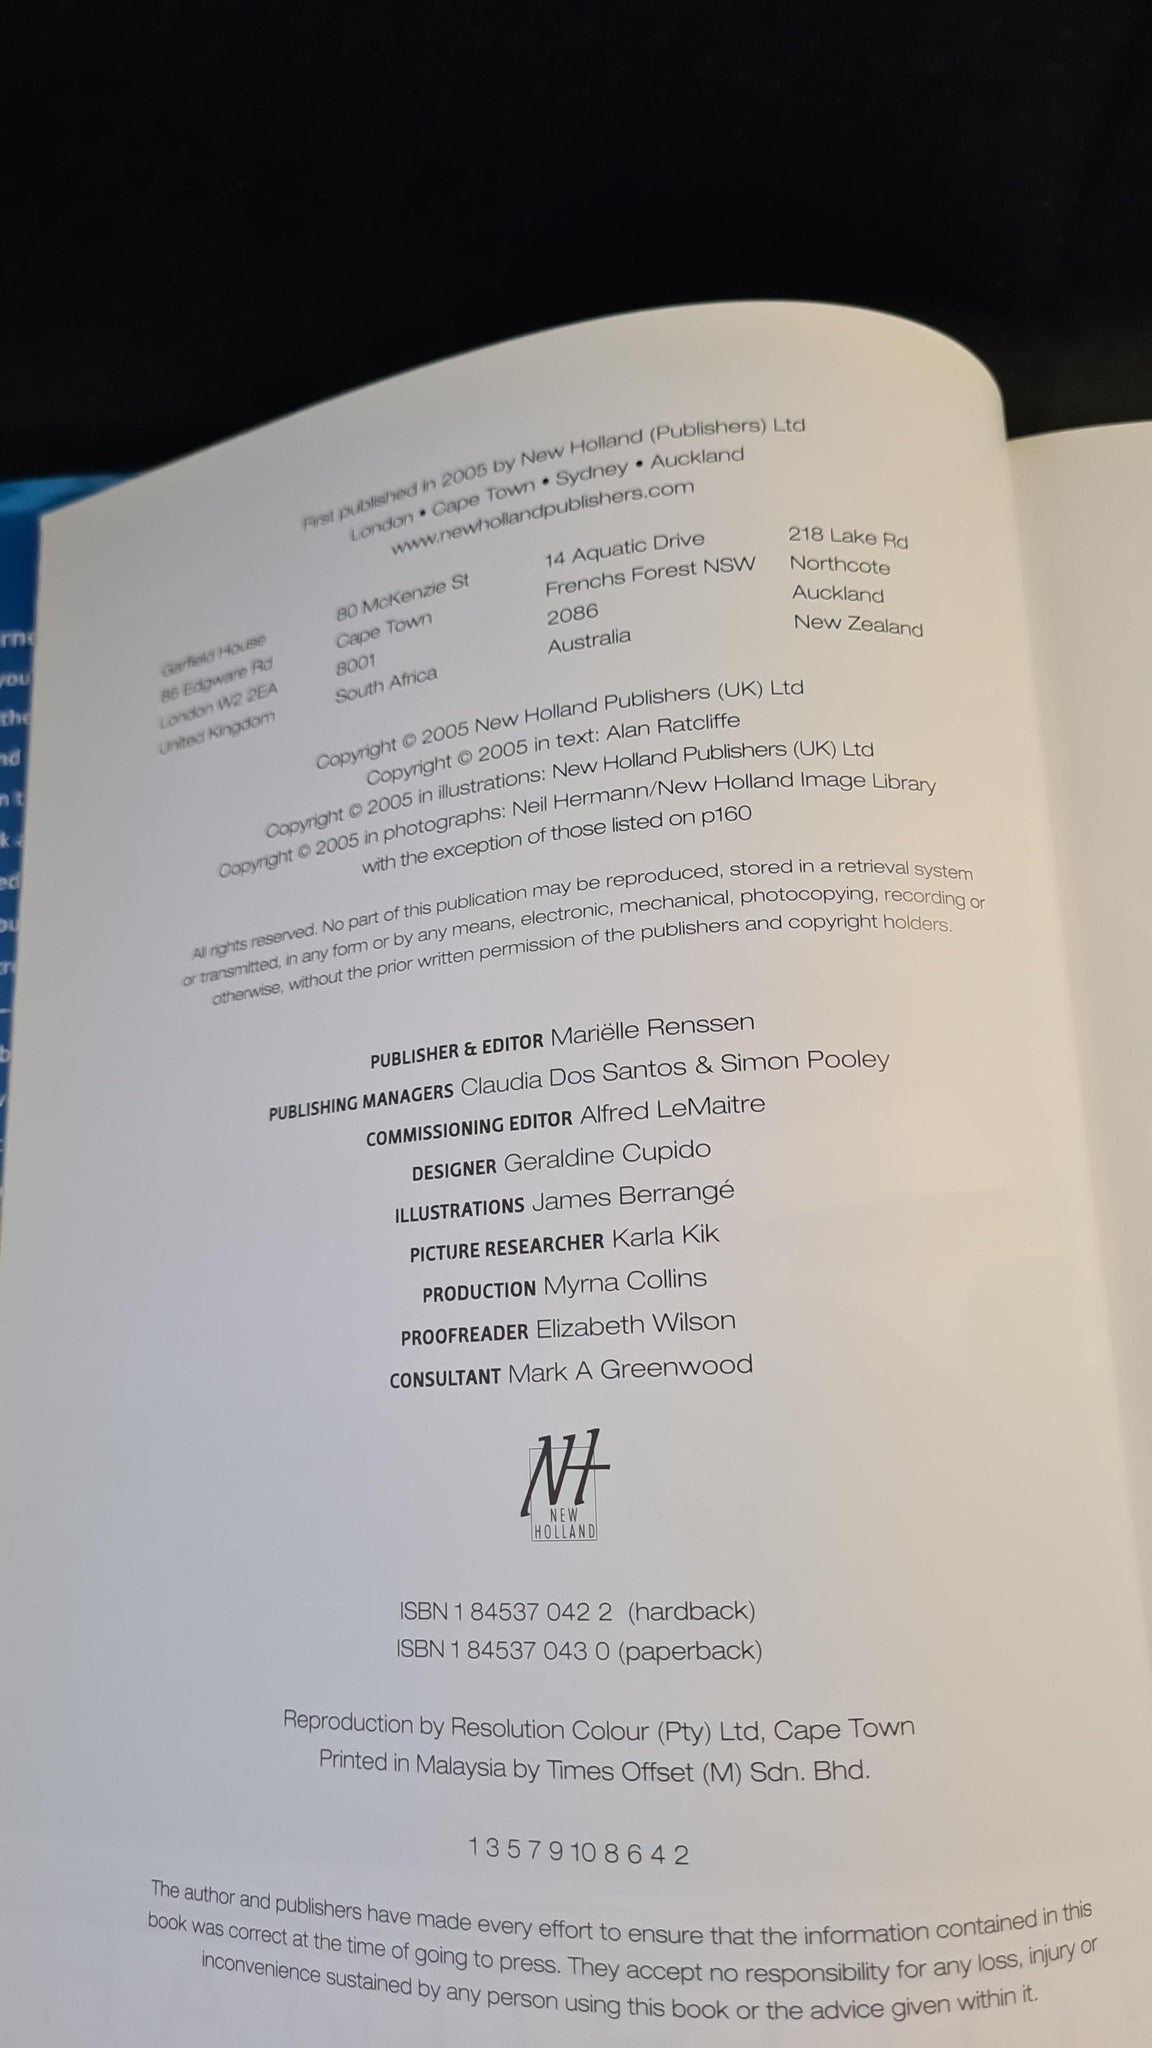 First published in 2005 by New Holland (Publishers) Ltd
London • Cape Town • Sydney • Auckland
www.newhollandpublishers.com
Garfield House
86 Edgware Rd
London W2 2EA
United Kingdom
80 McKenzie St
Cape Town
8001
South Africa
14 Aquatic Drive
Frenchs Forest NSW
2086
Australia
218 Lake Rd
Northcote
Auckland
New Zealand
Copyright © 2005 New Holland Publishers (UK) Ltd
Copyright © 2005 in text: Alan Ratcliffe
Copyright © 2005 in illustrations: New Holland Publishers (UK) Ltd
Copyright © 2005 in photographs: Neil Hermann/New Holland Image Library
with the exception of those listed on p160
All rights reserved. No part of this publication may be reproduced, stored in a retrieval system
or transmitted, in any form or by any means, electronic, mechanical, photocopying, recording or
otherwise, without the prior written permission of the publishers and copyright holders.
PUBLISHER & EDITOR Mariëlle Renssen
PUBLISHING MANAGERS Claudia Dos Santos & Simon Pooley
COMMISSIONING EDITOR Alfred LeMaitre
DESIGNER Geraldine Cupido
ILLUSTRATIONS James Berrangé
PICTURE RESEARCHER Karla Kik
PRODUCTION Myrna Collins
PROOFREADER Elizabeth Wilson
CONSULTANT Mark A Greenwood
NH
NEW
HOLLAND
ISBN 1 84537 042 2 (hardback)
ISBN 1 84537 043 0 (paperback)
Reproduction by Resolution Colour (Pty) Ltd, Cape Town
Printed in Malaysia by Times Offset (M) Sdn. Bhd.
1 3 5 7 9 10 8 6 4 2
The author and publishers have made every effort to ensure that the information contained in this
book was correct at the time of going to press. They accept no responsibility for any loss, injury or
inconvenience sustained by any person using this book or the advice given within it.